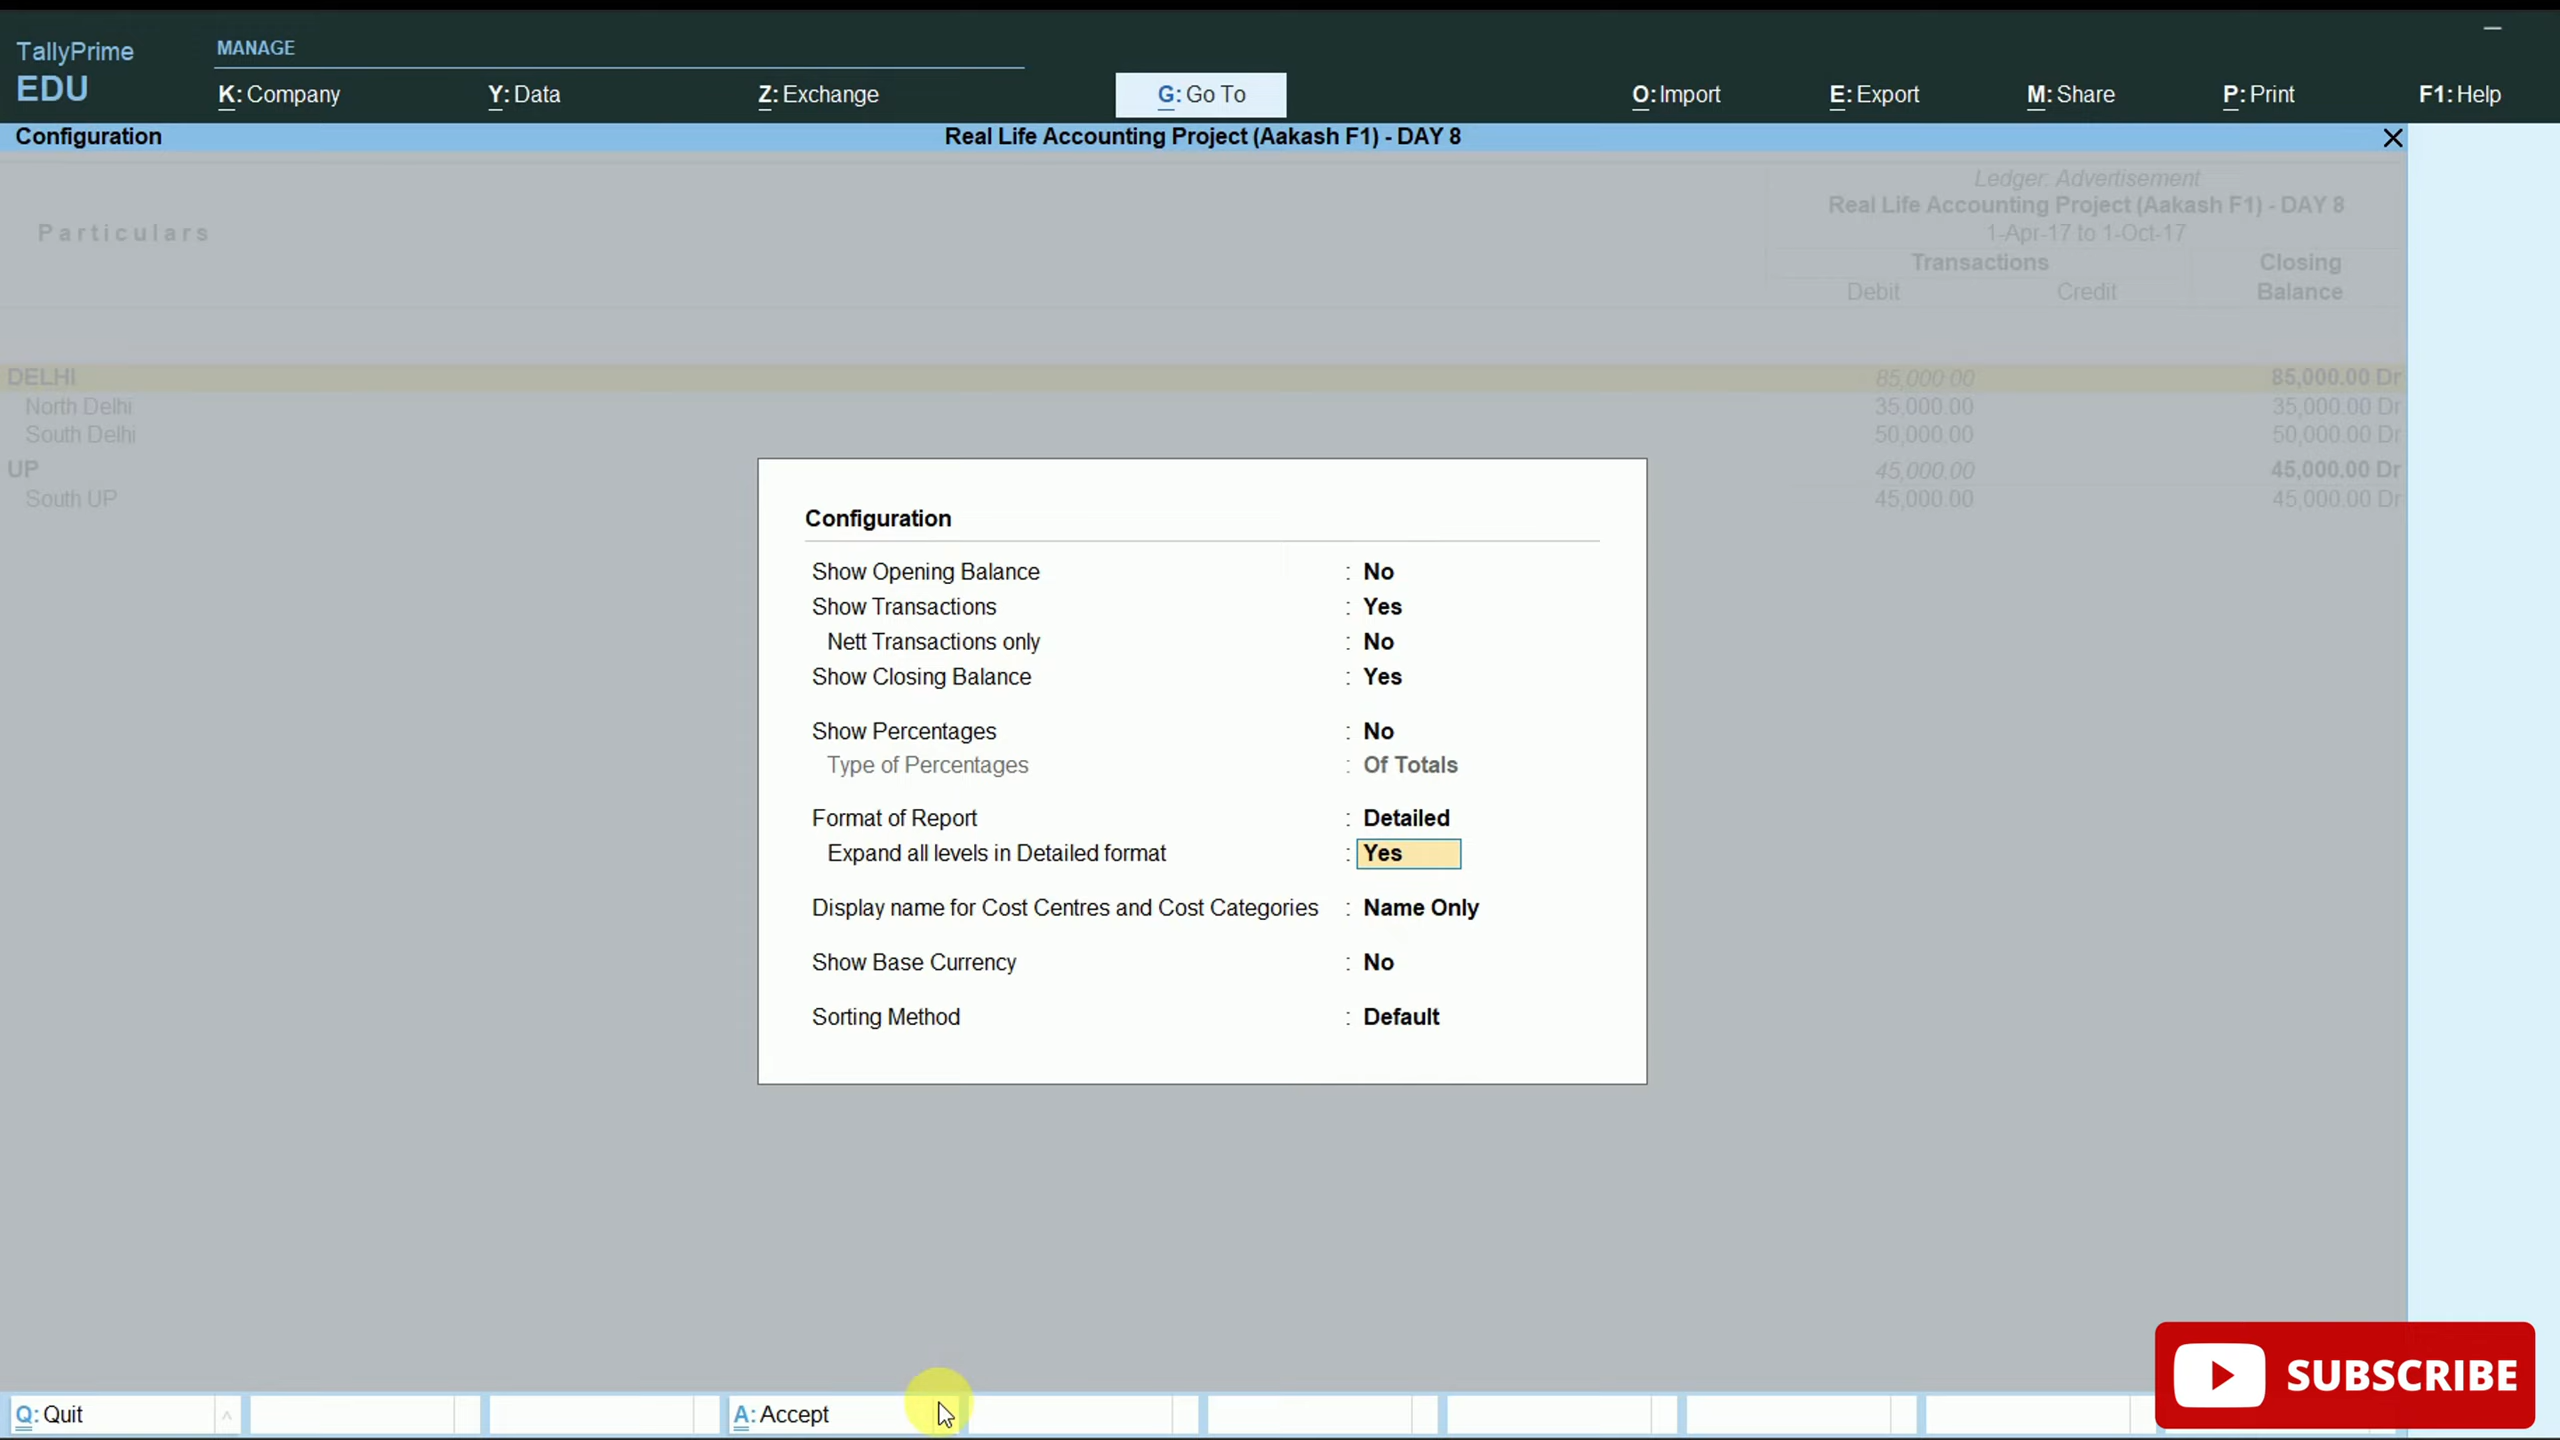 TallyPrime
EDU
MANAGE
K: Company
Y: Data
Z: Exchange
G: Go To
O: Import
E: Export
M: Share
P: Print
F1: Help
Configuration
Real Life Accounting Project (Aakash F1) - DAY 8
Particulars
Ledger: Advertisement
Real Life Accounting Project (Aakash F1) - DAY 8
1-Apr-17 to 1-Oct-17
Transactions
Closing
Debit
Credit
Balance
DELHI 85,000.00 85,000.00 Dr
North Delhi 35,000.00 35,000.00 Dr
South Delhi 50,000.00 50,000.00 Dr
UP 45,000.00 45,000.00 Dr
South UP 45,000.00 45,000.00 Dr
Configuration
Show Opening Balance : No
Show Transactions : Yes
Nett Transactions only : No
Show Closing Balance : Yes
Show Percentages : No
Type of Percentages : Of Totals
Format of Report : Detailed
Expand all levels in Detailed format : Yes
Display name for Cost Centres and Cost Categories : Name Only
Show Base Currency : No
Sorting Method : Default
Q: Quit
A: Accept
SUBSCRIBE